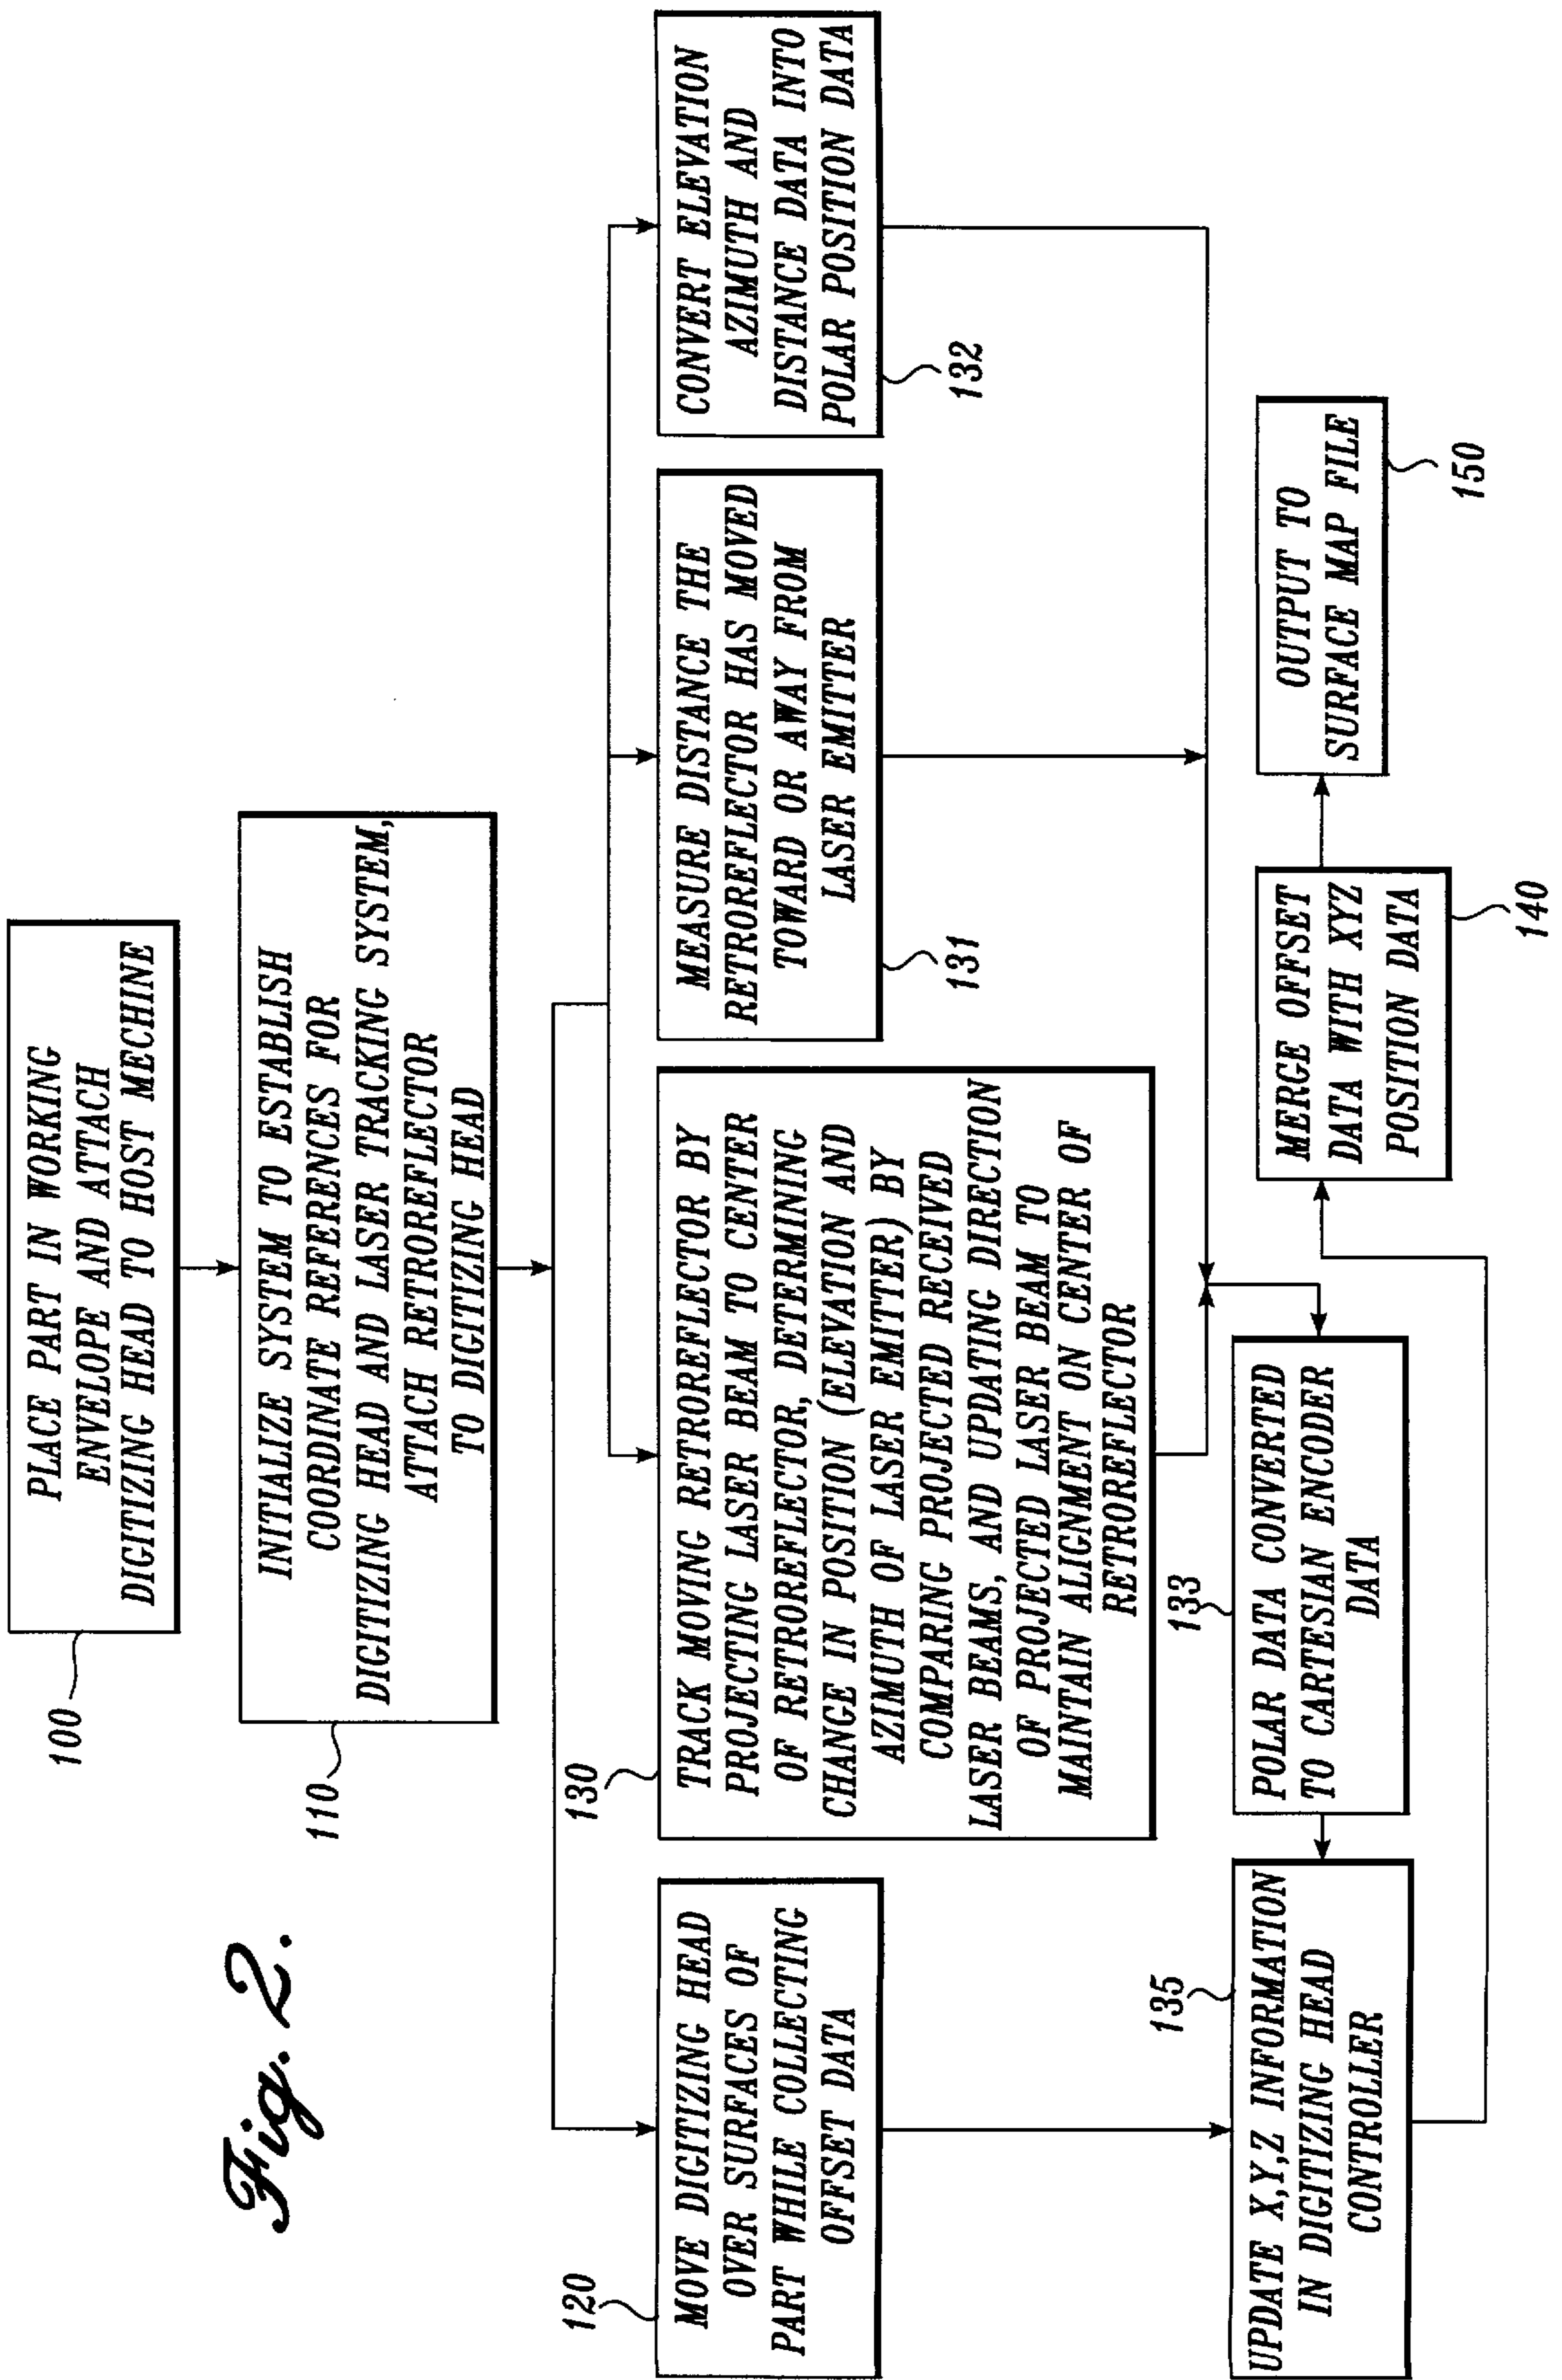 Fig. 2.
PLACE PART IN WORKING
ENVELOPE AND ATTACH
DIGITIZING HEAD TO HOST MECHINE
100
INITIALIZE SYSTEM TO ESTABLISH
COORDINATE REFERENCES FOR
DIGITIZING HEAD AND LASER TRACKING SYSTEM,
ATTACH RETROREFLECTOR
TO DIGITIZING HEAD
110
120
MOVE DIGITIZING HEAD
OVER SURFACES OF
PART WHILE COLLECTING
OFFSET DATA
130
TRACK MOVING RETROREFLECTOR BY
PROJECTING LASER BEAM TO CENTER
OF RETROREFLECTOR, DETERMINING
CHANGE IN POSITION (ELEVATION AND
AZIMUTH OF LASER EMITTER) BY
COMPARING PROJECTED RECEIVED
LASER BEAMS, AND UPDATING DIRECTION
OF PROJECTED LASER BEAM TO
MAINTAIN ALIGNMENT ON CENTER OF
RETROREFLECTOR
MEASURE DISTANCE THE
RETROREFLECTOR HAS MOVED
TOWARD OR AWAY FROM
LASER EMITTER
131
CONVERT ELEVATION
AZIMUTH AND
DISTANCE DATA INTO
POLAR POSITION DATA
132
135
UPDATE X,Y,Z INFORMATION
IN DIGITIZING HEAD
CONTROLLER
133
POLAR DATA CONVERTED
TO CARTESIAN ENCODER
DATA
MERGE OFFSET
DATA WITH XYZ
POSITION DATA
140
OUTPUT TO
SURFACE MAP FILE
150